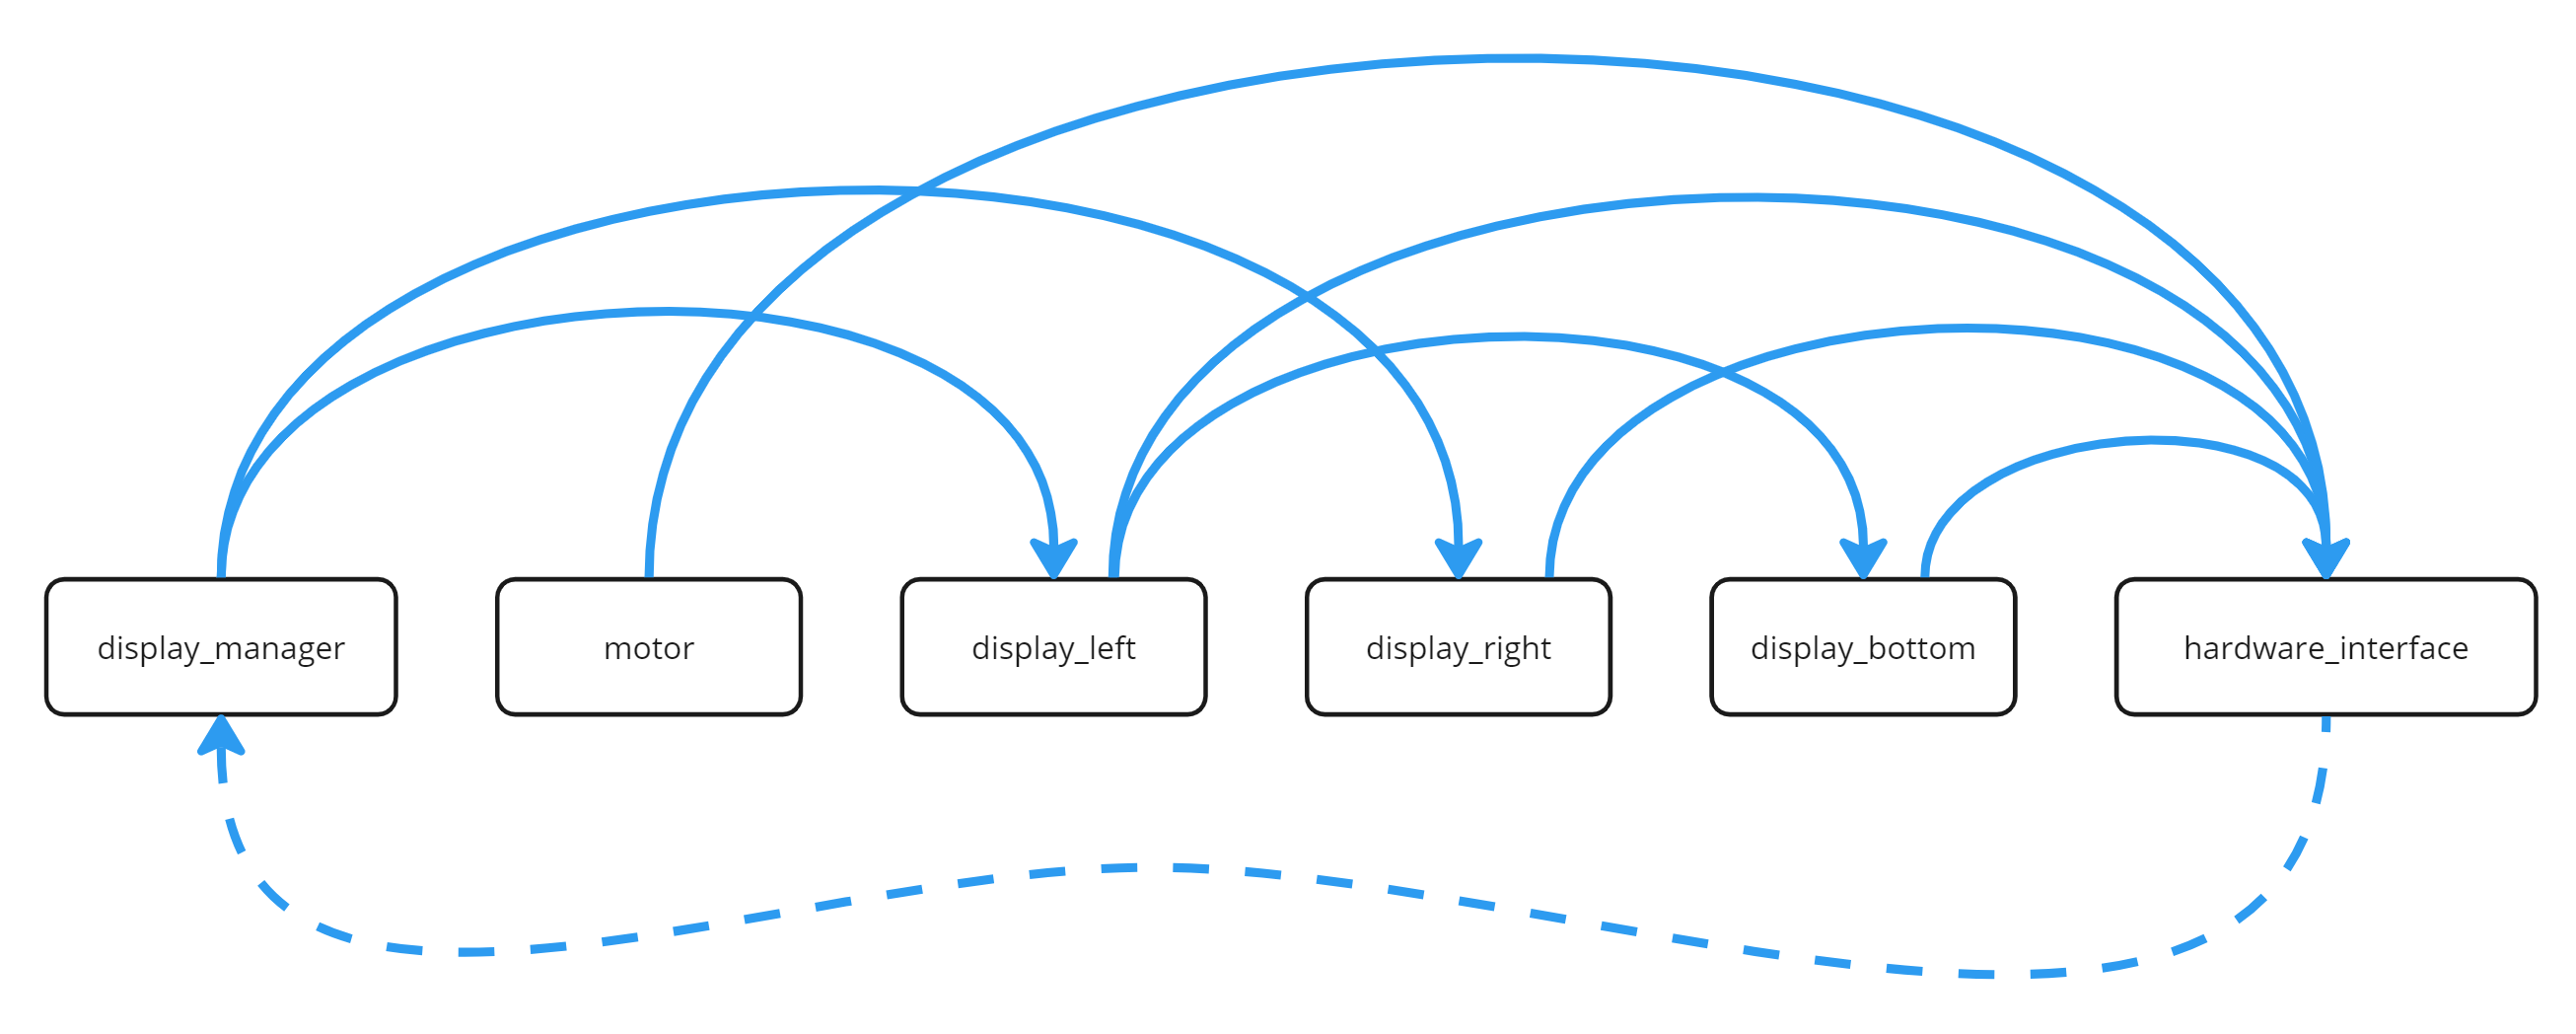 display_manager
motor
display_left
display_right
display_bottom
hardware_interface